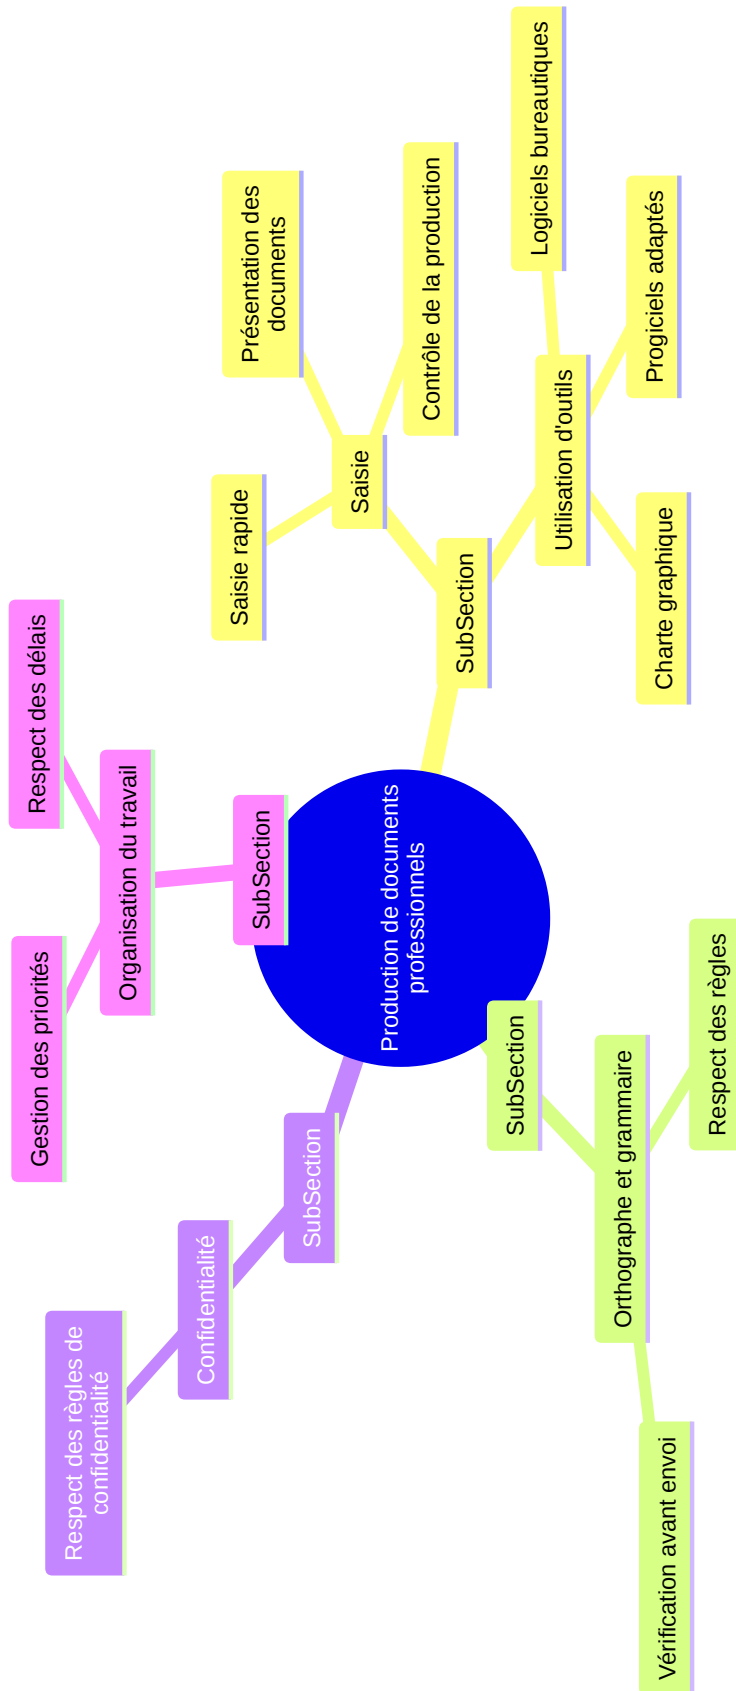 Production de documents
professionnels
SubSection
Saisie
Saisie rapide
Présentation des
documents
Contrôle de la production
Utilisation d'outils
Logiciels bureautiques
Progiciels adaptés
Charte graphique
SubSection
Orthographe et grammaire
Respect des règles
Vérification avant envoi
SubSection
Confidentialité
Respect des règles de
confidentialité
SubSection
Organisation du travail
Gestion des priorités
Respect des délais